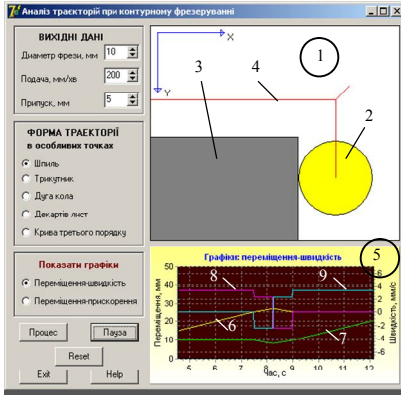 Аналіз траєкторій при контурному фрезеруванні
ВИХІДНІ ДАНІ
Диаметр фрези, мм 10
Подача, мм/хв 200
Припуск, мм 5
ФОРМА ТРАЕКТОРІЇ
в особливих точках
Шпиль
Трикутник
Дуга кола
Декартів лист
Крива третього порядку
Показати графіки
Переміщення-швидкість
Переміщення-прискорення
Процес
Пауза
Reset
Exit
Help
X
Y
1
2
3
4
5
Графіки: переміщення-швидкість
Переміщення, мм
50
40
30
20
10
0
5
6
7
8
9
10
11
12
Час, с
6
4
2
0
-2
-4
-6
Швидкість, мм/с
8
9
6
7